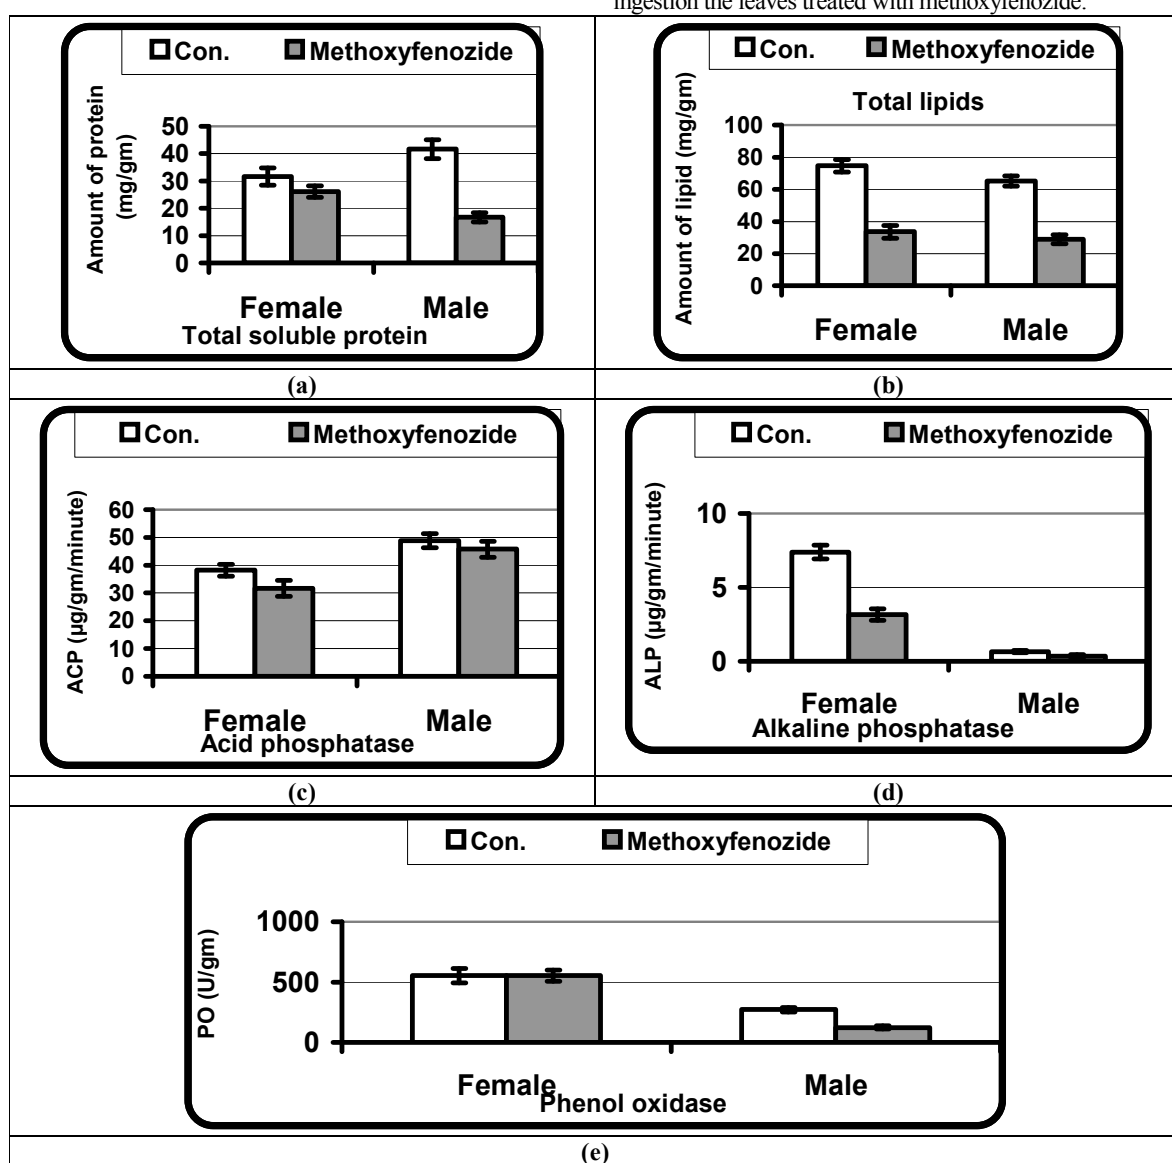 ingestion the leaves treated with methoxyfenozide.
Con. Methoxyfenozide
Amount of protein
(mg/gm)
50
40
30
20
10
0
Female Male
Total soluble protein
(a)
Con. Methoxyfenozide
Total lipids
Amount of lipid (mg/gm)
100
80
60
40
20
0
Female Male
(b)
Con. Methoxyfenozide
ACP (µg/gm/minute)
60
50
40
30
20
10
0
Female Male
Acid phosphatase
(c)
Con. Methoxyfenozide
ALP (µg/gm/minute)
10
5
0
Female Male
Alkaline phosphatase
(d)
Con. Methoxyfenozide
PO (U/gm)
1000
500
0
Female Male
Phenol oxidase
(e)